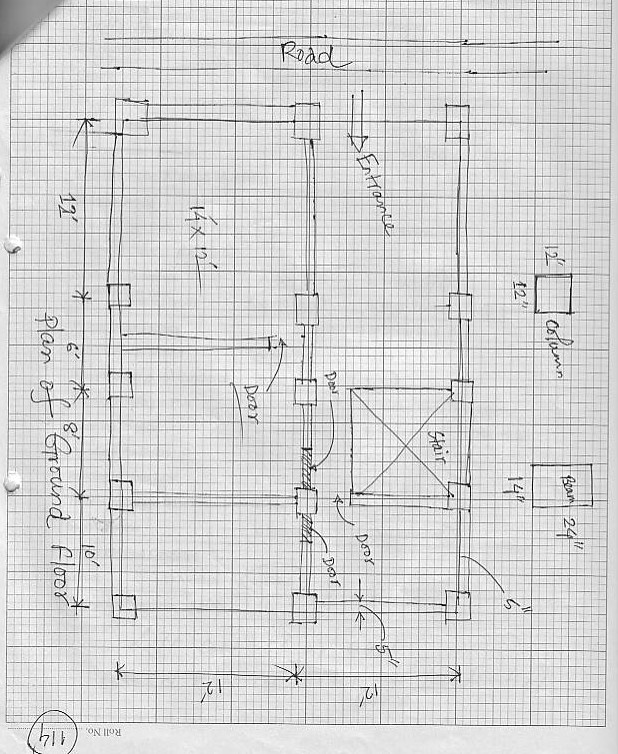 Road
Entrance
14' x 12'
12'
6'
8'
10'
Plan of Ground Floor
Door
Door
Door
Door
Stair
12"
12"
Column
Beam
14"
24"
5"
5"
12'
12'
Roll No.
114